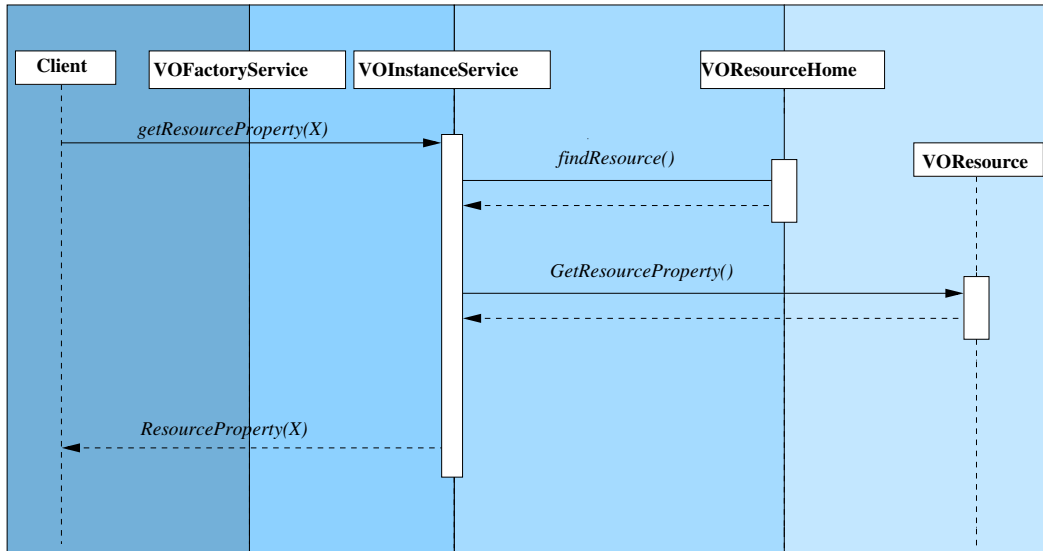 Client
VOFactoryService
VOInstanceService
VOResourceHome
getResourceProperty(X)
findResource()
VOResource
GetResourceProperty()
ResourceProperty(X)